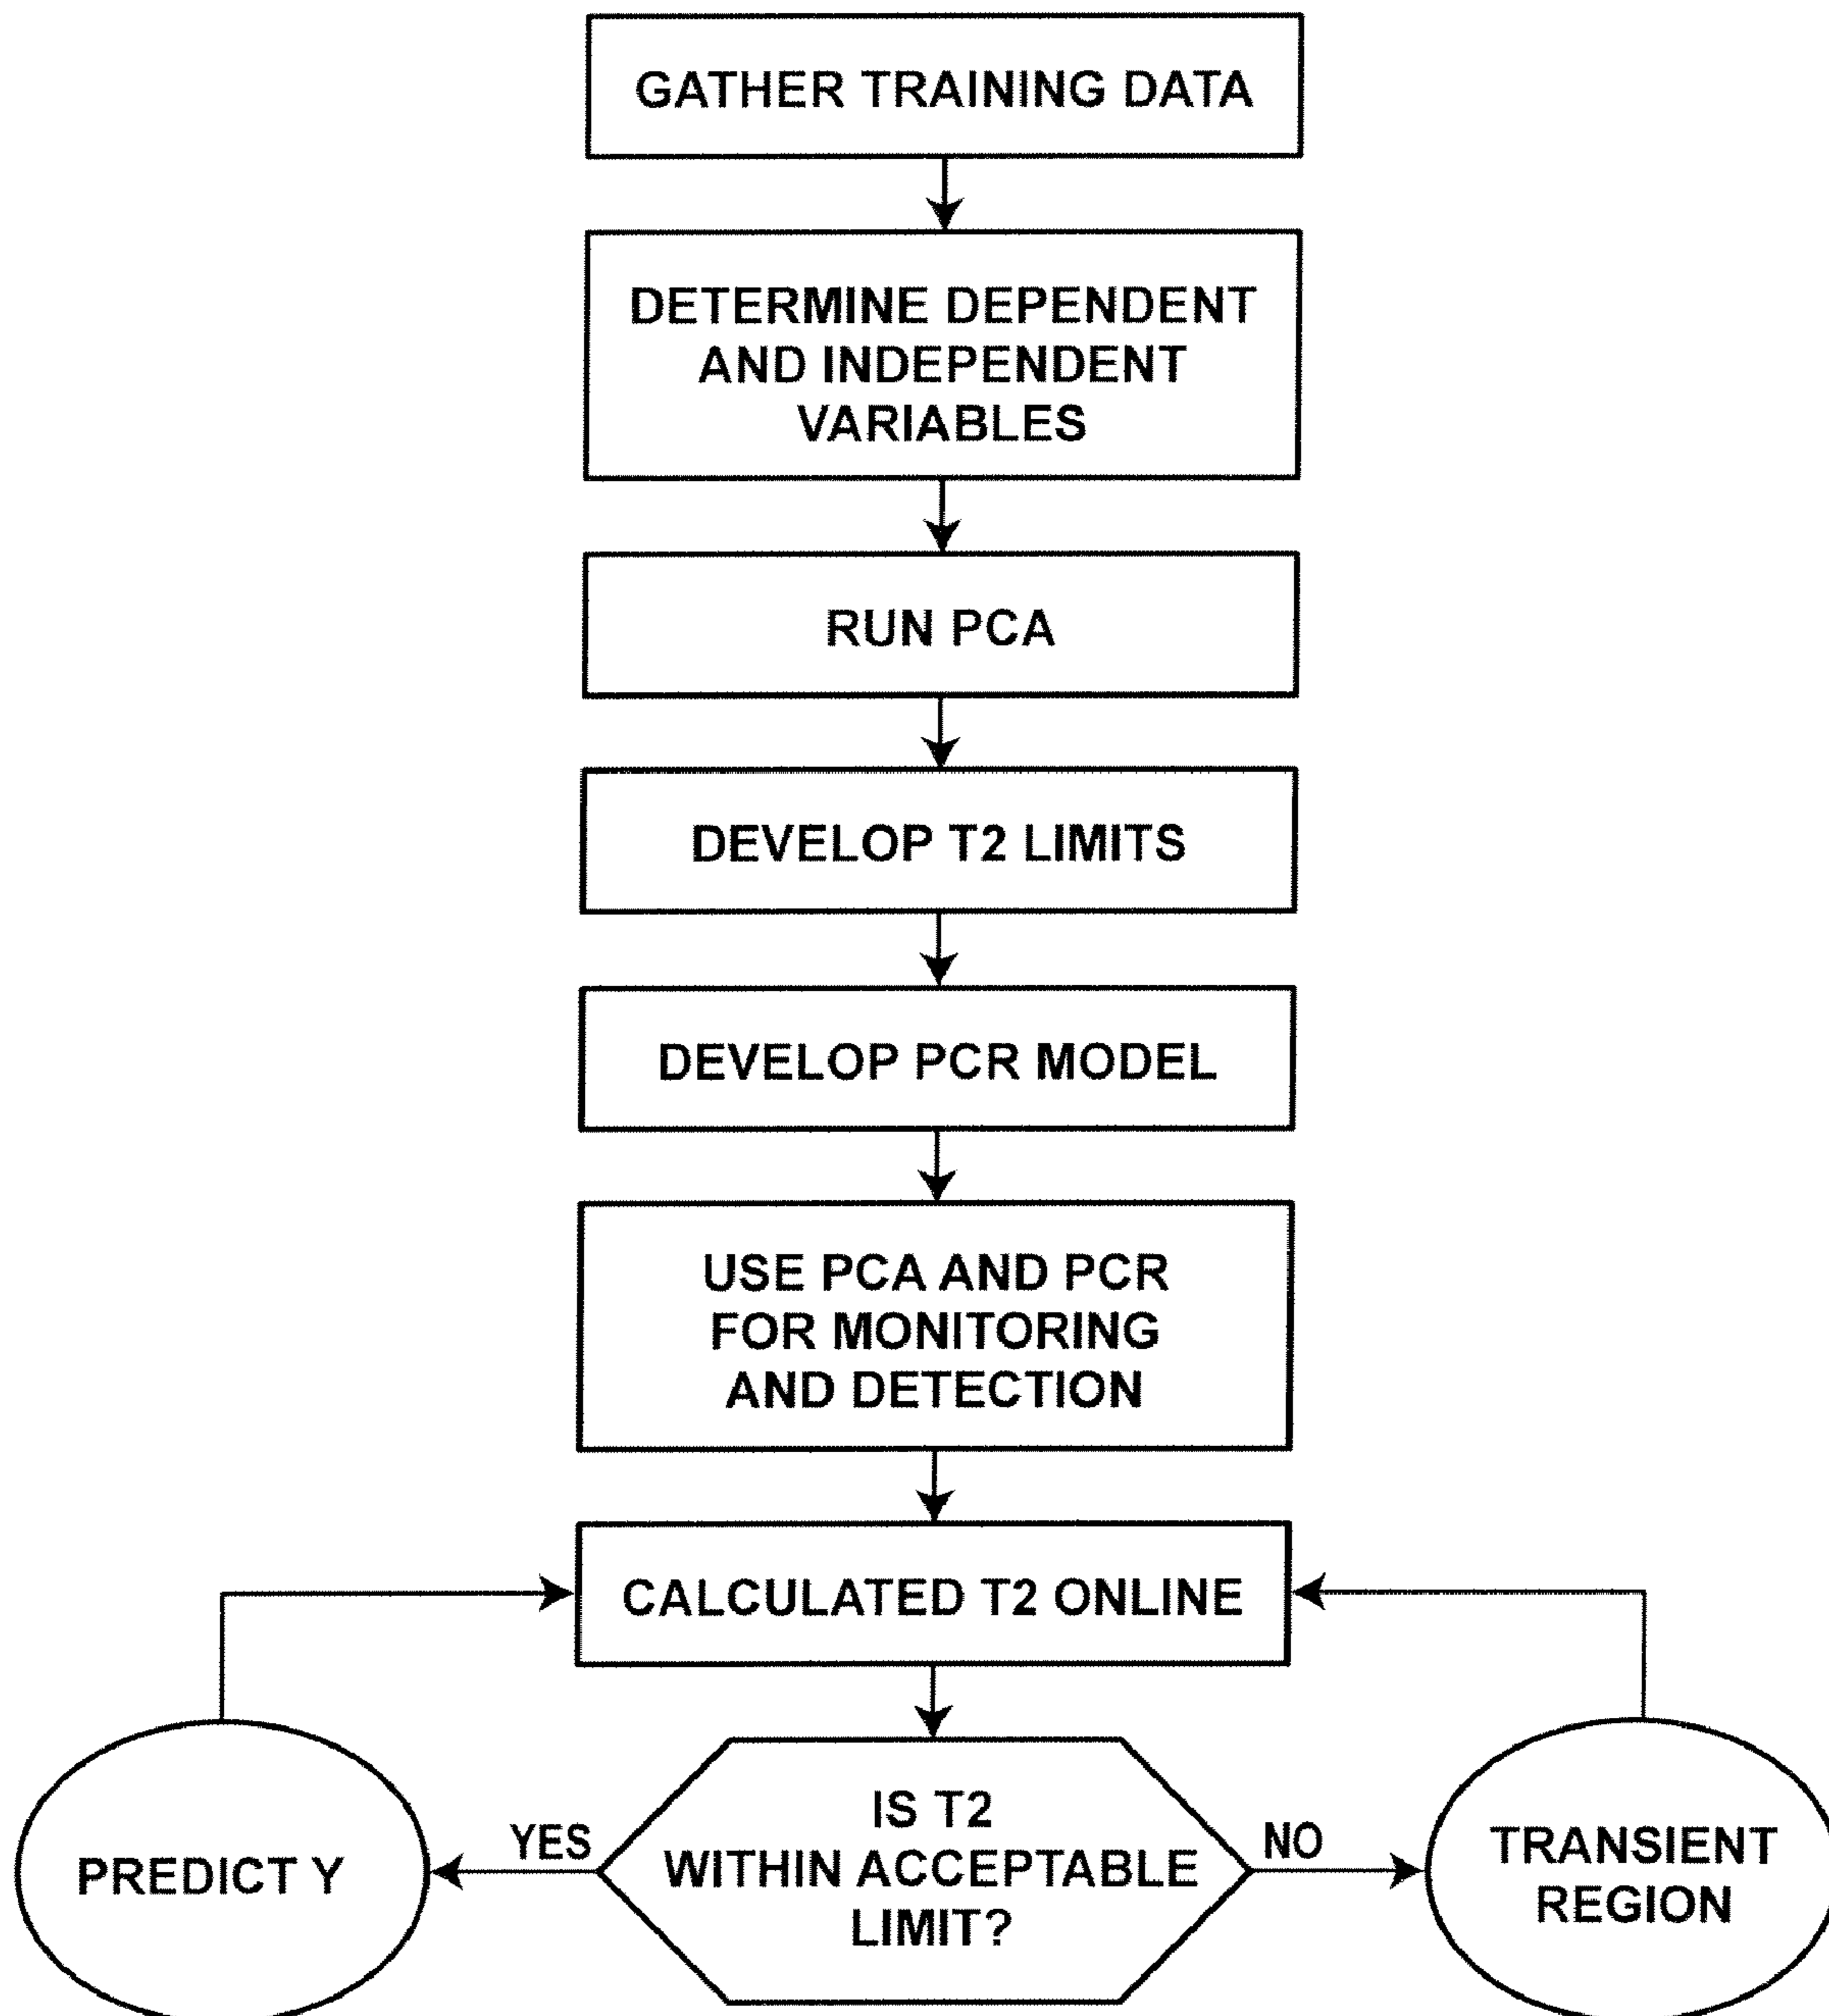 GATHER TRAINING DATA
DETERMINE DEPENDENT
AND INDEPENDENT
VARIABLES
RUN PCA
DEVELOP T2 LIMITS
DEVELOP PCR MODEL
USE PCA AND PCR
FOR MONITORING
AND DETECTION
CALCULATED T2 ONLINE
IS T2
WITHIN ACCEPTABLE
LIMIT?
YES
NO
PREDICT Y
TRANSIENT
REGION